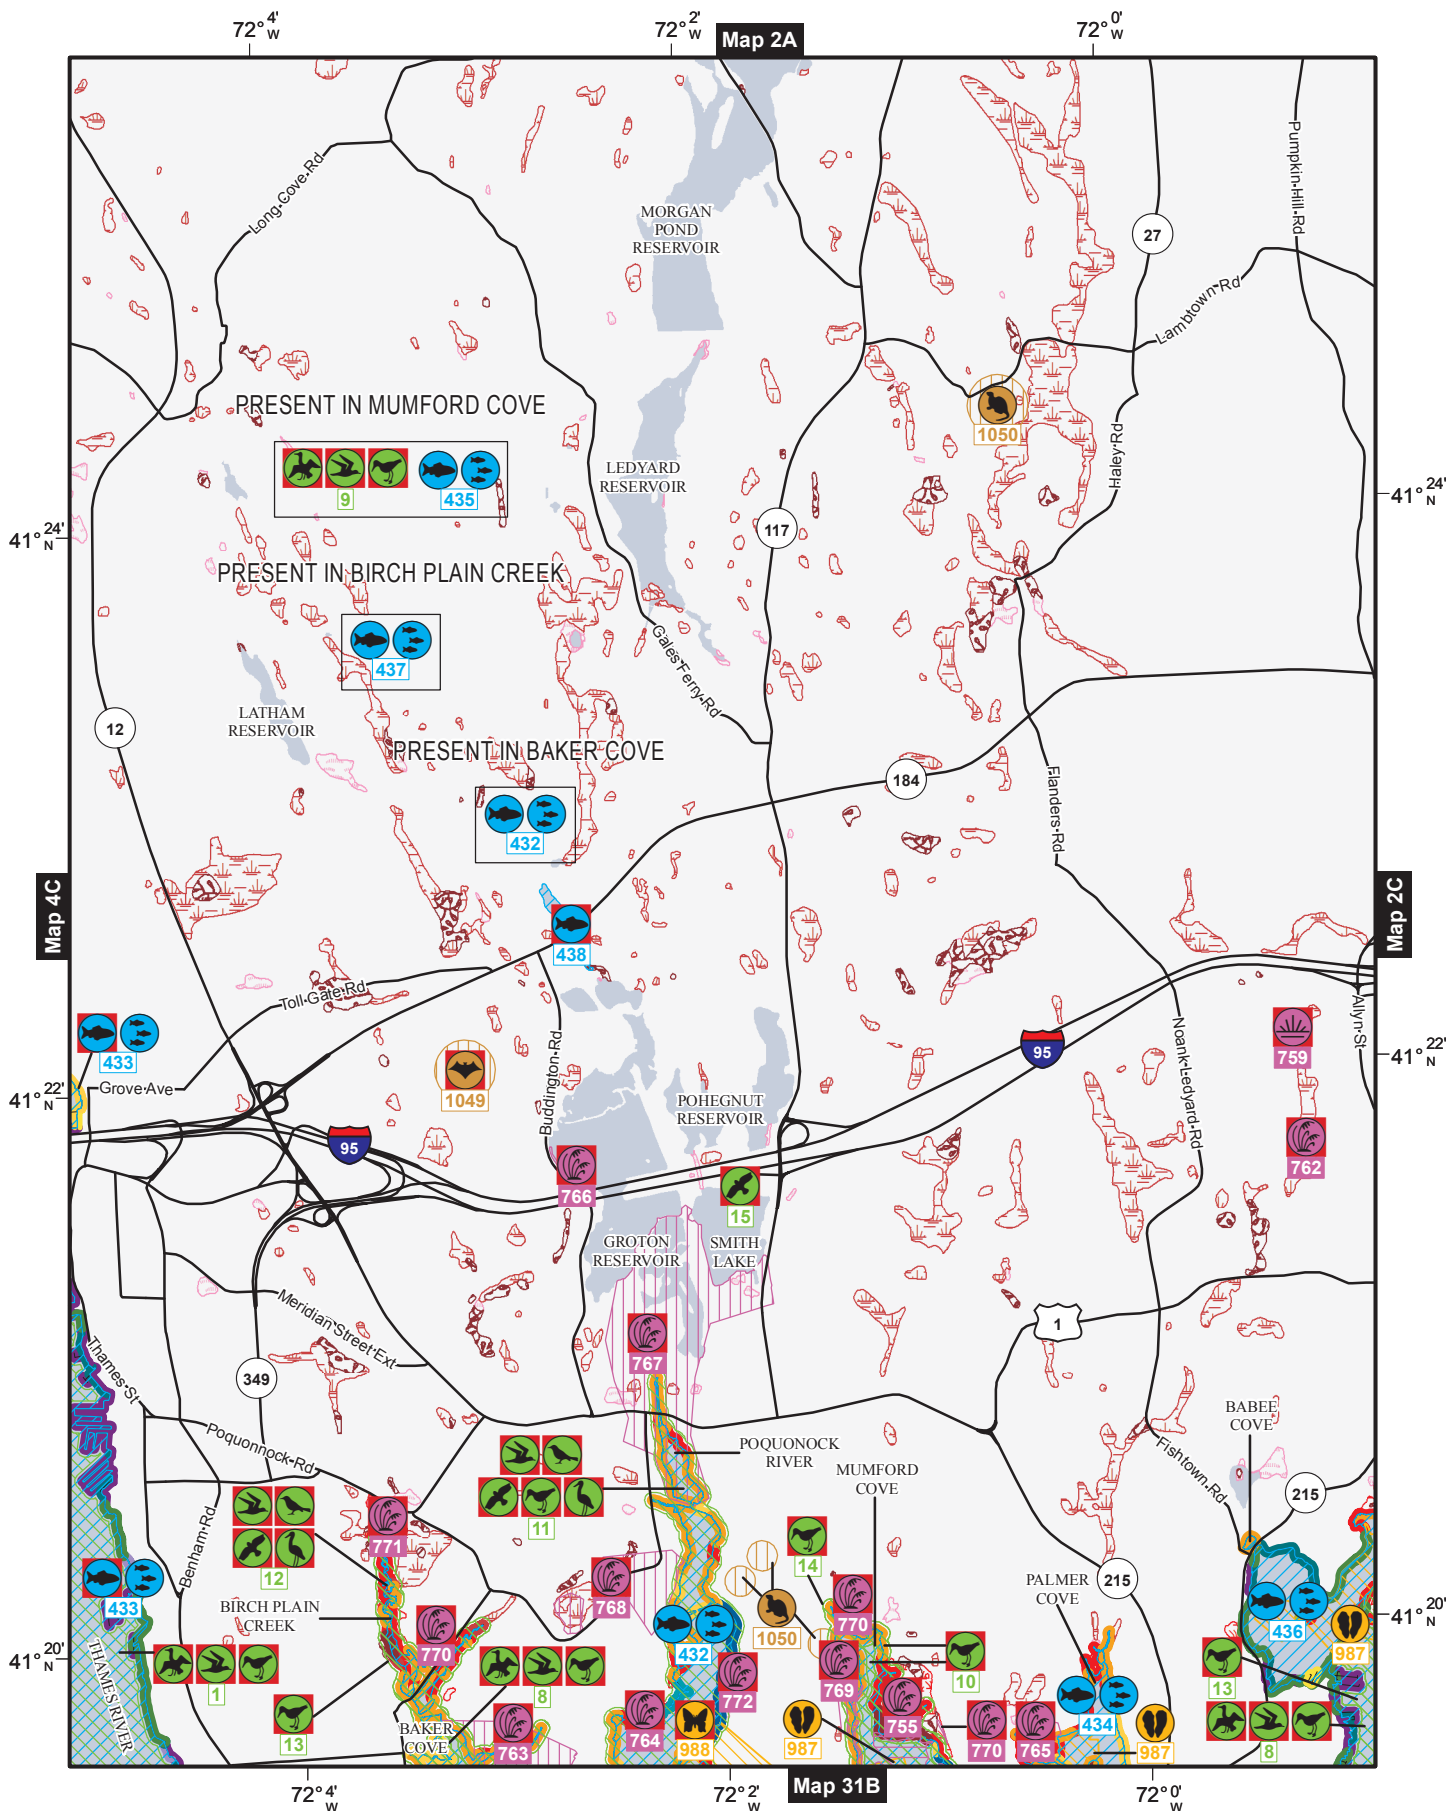 72° 4' W
72° 2' W
72° 0' W
Map 2A
Long Cove Rd
MORGAN
POND
RESERVOIR
27
Pumpkin Hill Rd
Lambtown Rd
PRESENT IN MUMFORD COVE
9
435
1050
LEDYARD
RESERVOIR
Haley Rd
41° 24' N
41° 24' N
117
PRESENT IN BIRCH PLAIN CREEK
437
Gales Ferry Rd
LATHAM
RESERVOIR
12
PRESENT IN BAKER COVE
432
184
Flanders Rd
Map 4C
Map 2C
438
Toll Gate Rd
433
Grove Ave
1049
Buddington Rd
POHEGNUT
RESERVOIR
95
95
Noank Ledyard Rd
Allyn St
759
762
41° 22' N
41° 22' N
766
15
GROTON
RESERVOIR
SMITH
LAKE
Meridian Street Ext
767
1
Thames St
349
Poquonnock Rd
POQUONOCK
RIVER
MUMFORD
COVE
BABEE
COVE
Fishtown Rd
215
11
12
771
14
Benham Rd
433
BIRCH PLAIN
CREEK
770
768
432
1050
770
PALMER
COVE
215
436
987
41° 20' N
41° 20' N
THAMES RIVER
1
8
772
769
10
13
13
BAKER
COVE
763
764
988
987
755
770
765
434
987
8
72° 4' W
72° 2' W
72° 0' W
Map 31B